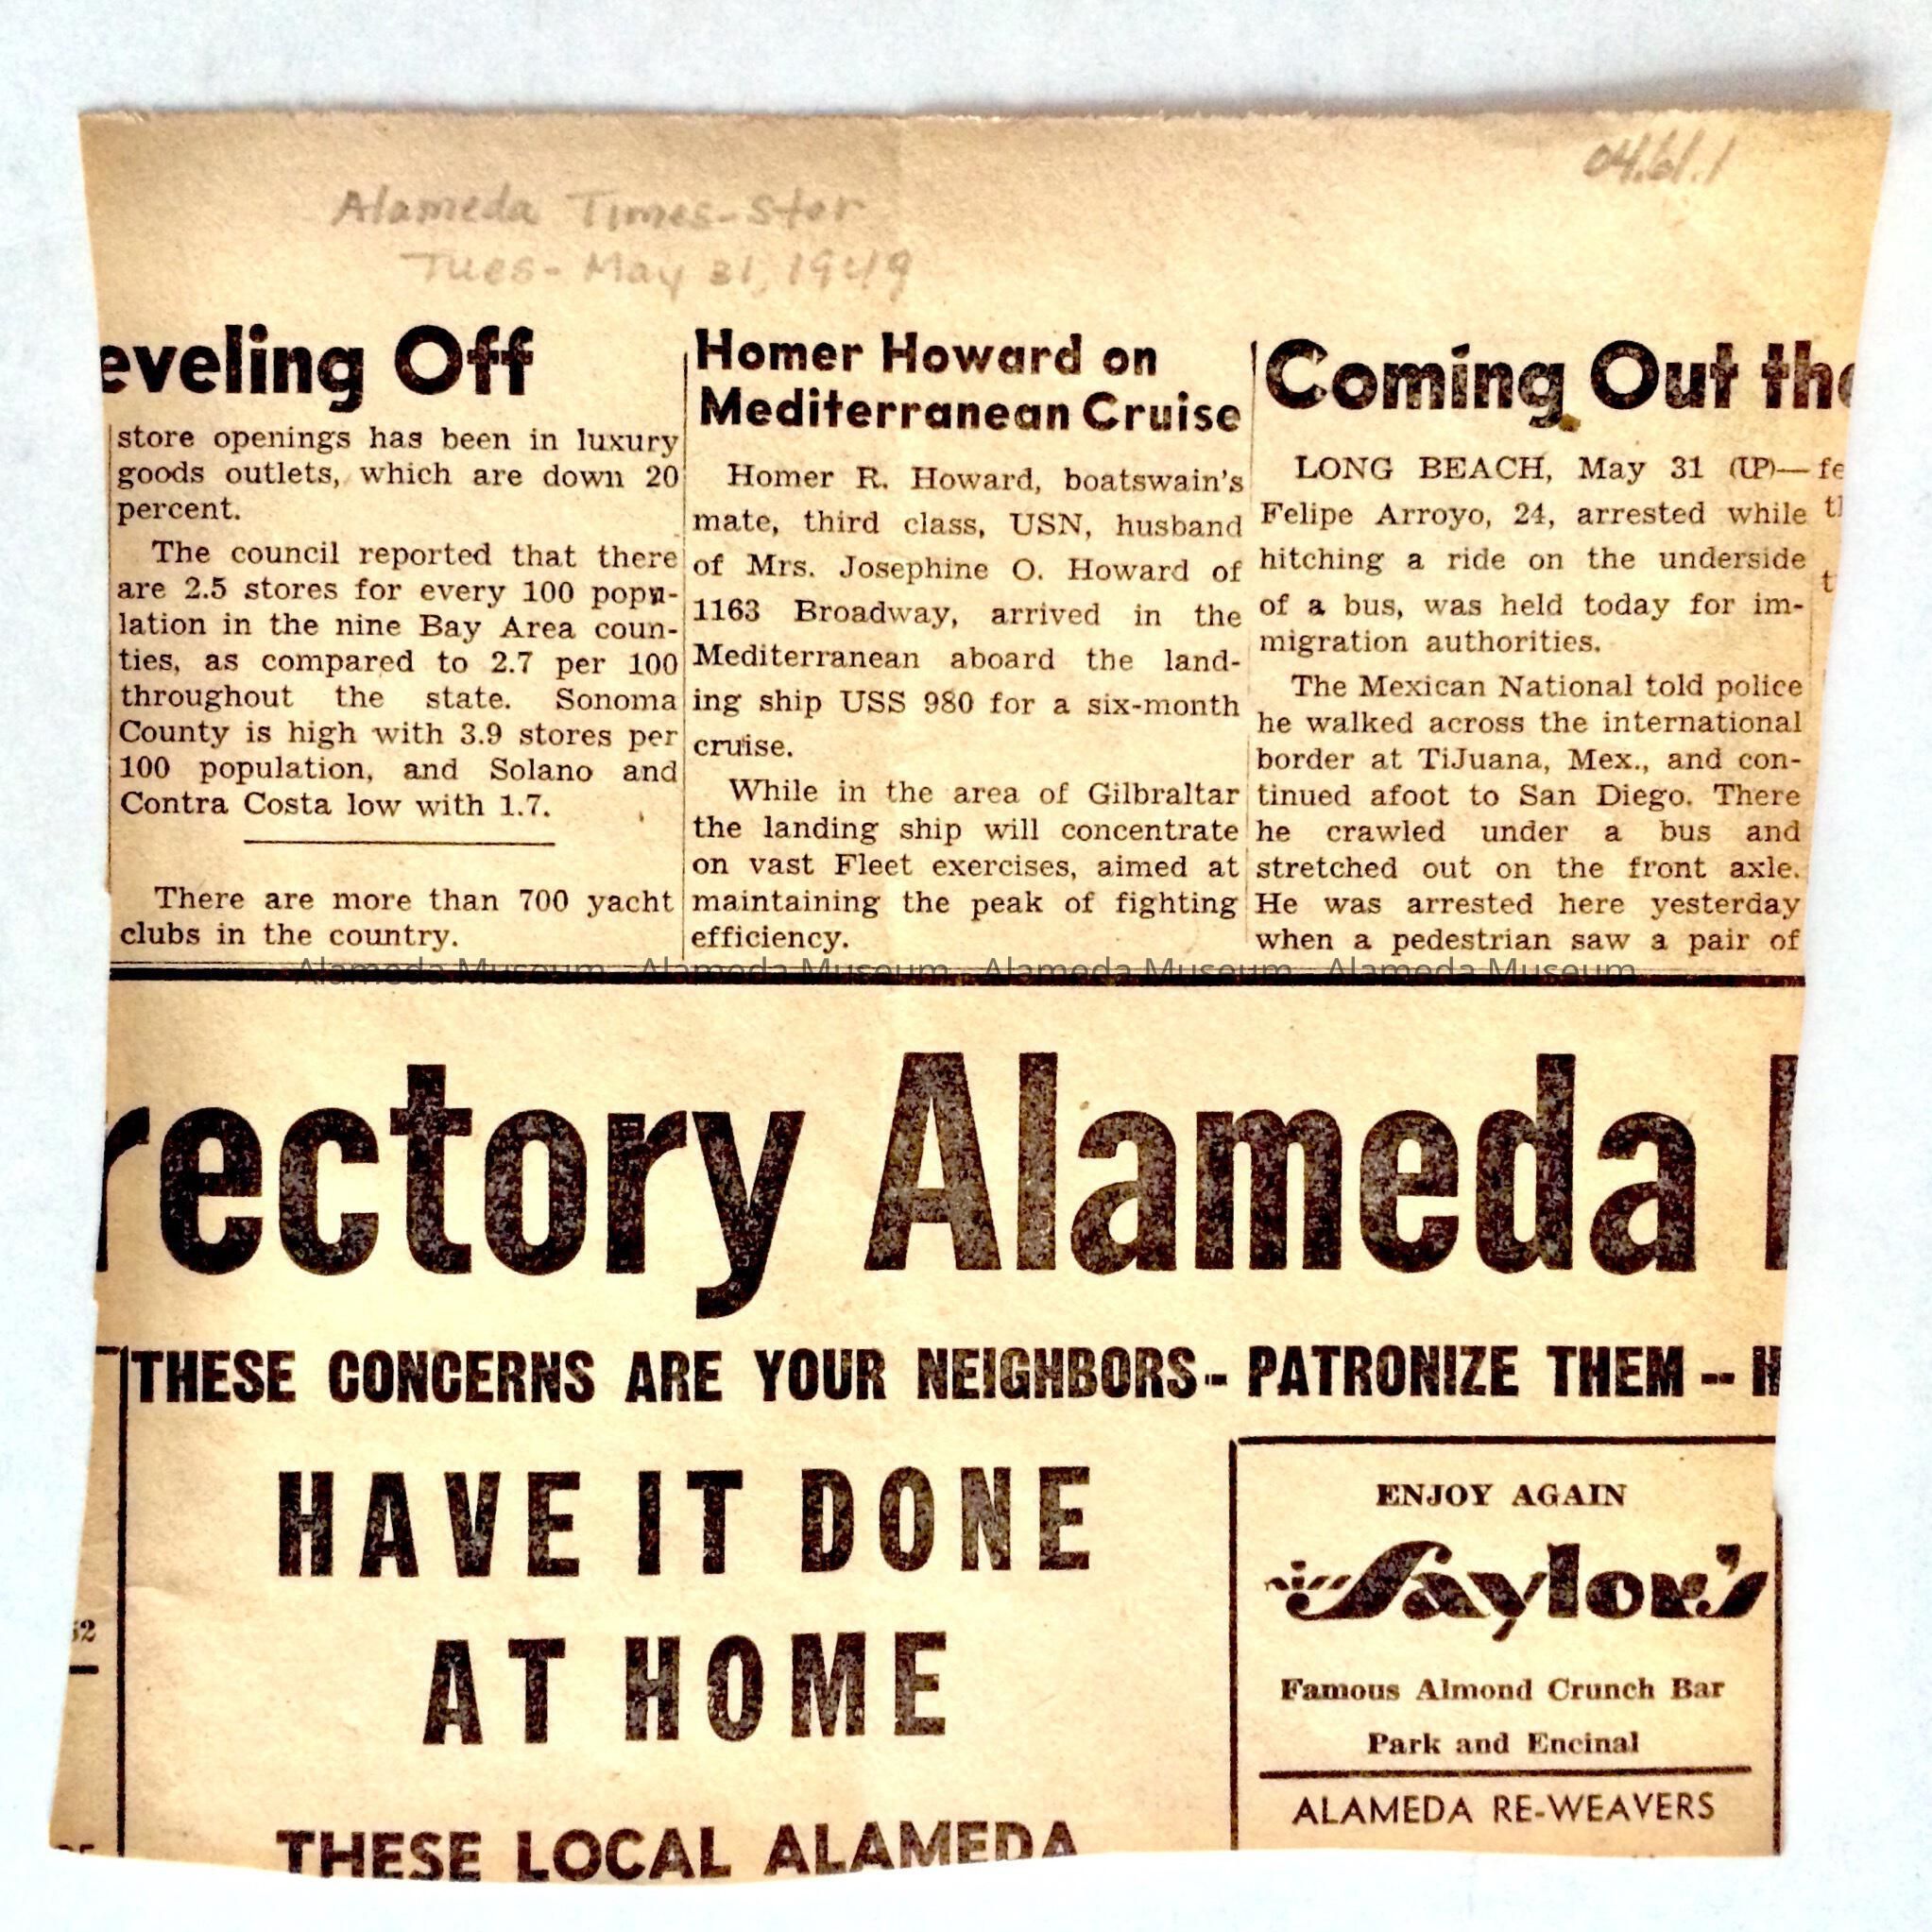 04.61.1
Alameda Times-Star
Tues- May 31, 1949
eveling Off
store openings has been in luxury
goods outlets, which are down 20
percent.
The council reported that there
are 2.5 stores for every 100 popu-
lation in the nine Bay Area coun-
ties, as compared to 2.7 per 100
throughout the state. Sonoma
County is high with 3.9 stores per
100 population, and Solano and
Contra Costa low with 1.7.
There are more than 700 yacht
clubs in the country.
Homer Howard on
Mediterranean Cruise
Homer R. Howard, boatswain's
mate, third class, USN, husband
of Mrs. Josephine O. Howard of
1163 Broadway, arrived in the
Mediterranean aboard the land-
ing ship USS 980 for a six-month
cruise.
While in the area of Gilbraltar
the landing ship will concentrate
on vast Fleet exercises, aimed at
maintaining the peak of fighting
efficiency.
Coming Out the
LONG BEACH, May 31 (UP)—
Felipe Arroyo, 24, arrested while
hitching a ride on the underside
of a bus, was held today for im-
migration authorities.
The Mexican National told police
he walked across the international
border at TiJuana, Mex., and con-
tinued afoot to San Diego. There
he crawled under a bus and
stretched out on the front axle.
He was arrested here yesterday
when a pedestrian saw a pair of
fe
Alameda Museum Alameda Museum Alameda Museum Alameda Museum
rectory Alameda
THESE CONCERNS ARE YOUR NEIGHBORS-- PATRONIZE THEM -- H
HAVE IT DONE
AT HOME
THESE LOCAL ALAMEDA
ENJOY AGAIN
Saylor's
Famous Almond Crunch Bar
Park and Encinal
ALAMEDA RE-WEAVERS